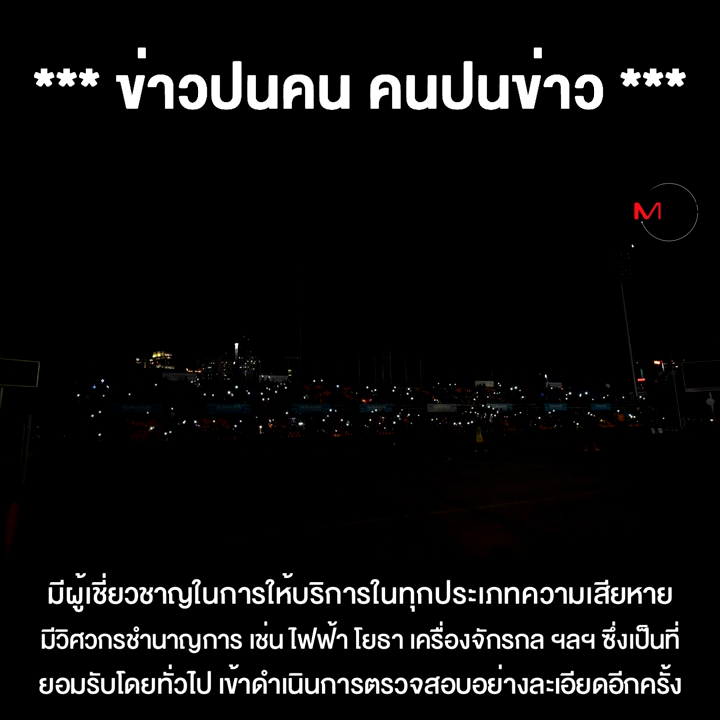 *** ข่าวปนคน คนปนข่าว ***
M
มีผู้เชี่ยวชาญในการให้บริการในทุกประเภทความเสียหาย
มีวิศวกรชำนาญการ เช่น ไฟฟ้า โยธา เครื่องจักรกล ฯลฯ ซึ่งเป็นที่
ยอมรับโดยทั่วไป เข้าดำเนินการตรวจสอบอย่างละเอียดอีกครั้ง